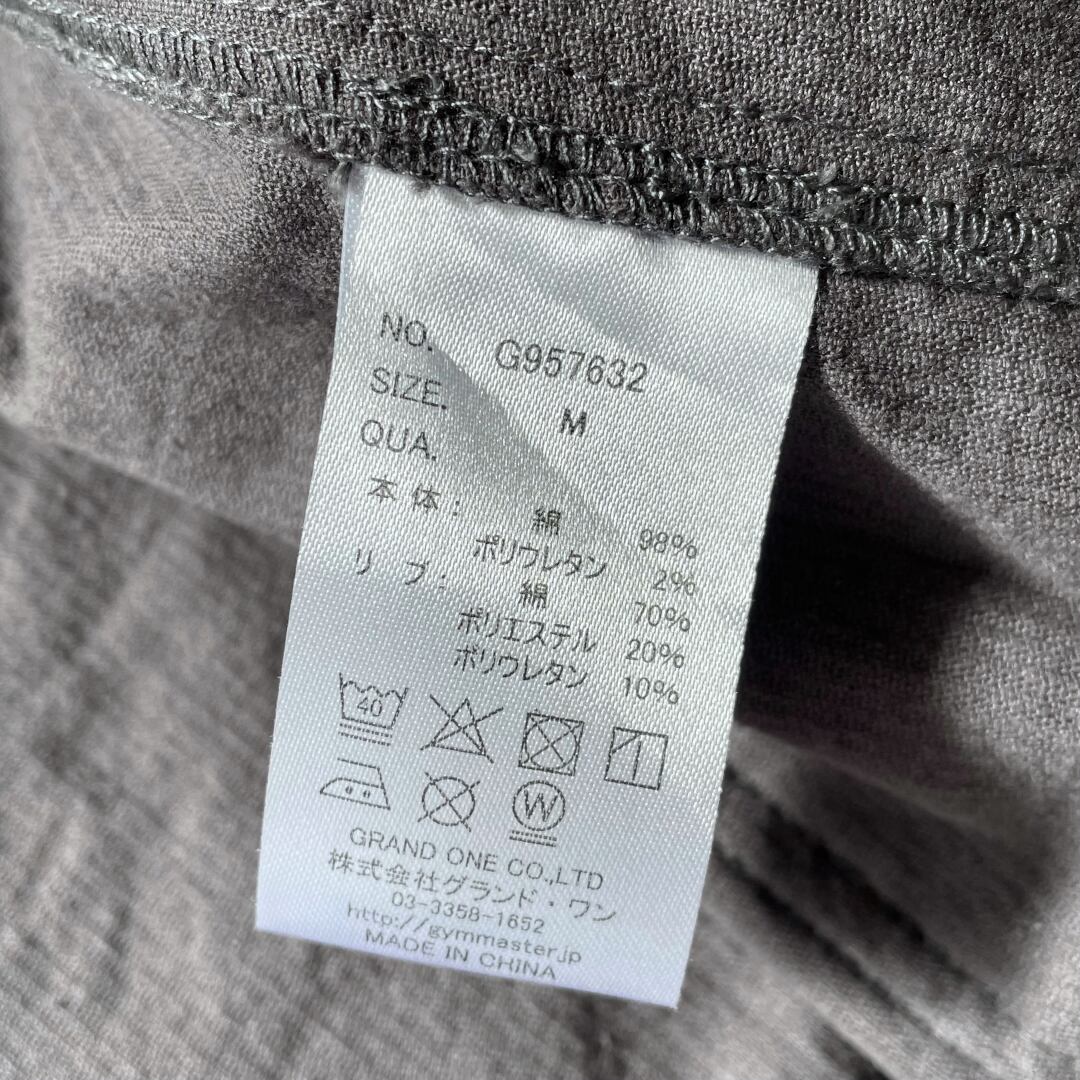 NO. G957632
SIZE. M
QUA.
本体： 綿 98%
ポリウレタン 2%
リブ： 綿 70%
ポリエステル 20%
ポリウレタン 10%
40
W
GRAND ONE CO.,LTD
株式会社グランド・ワン
03-3358-1652
http://gymmaster.jp
MADE IN CHINA